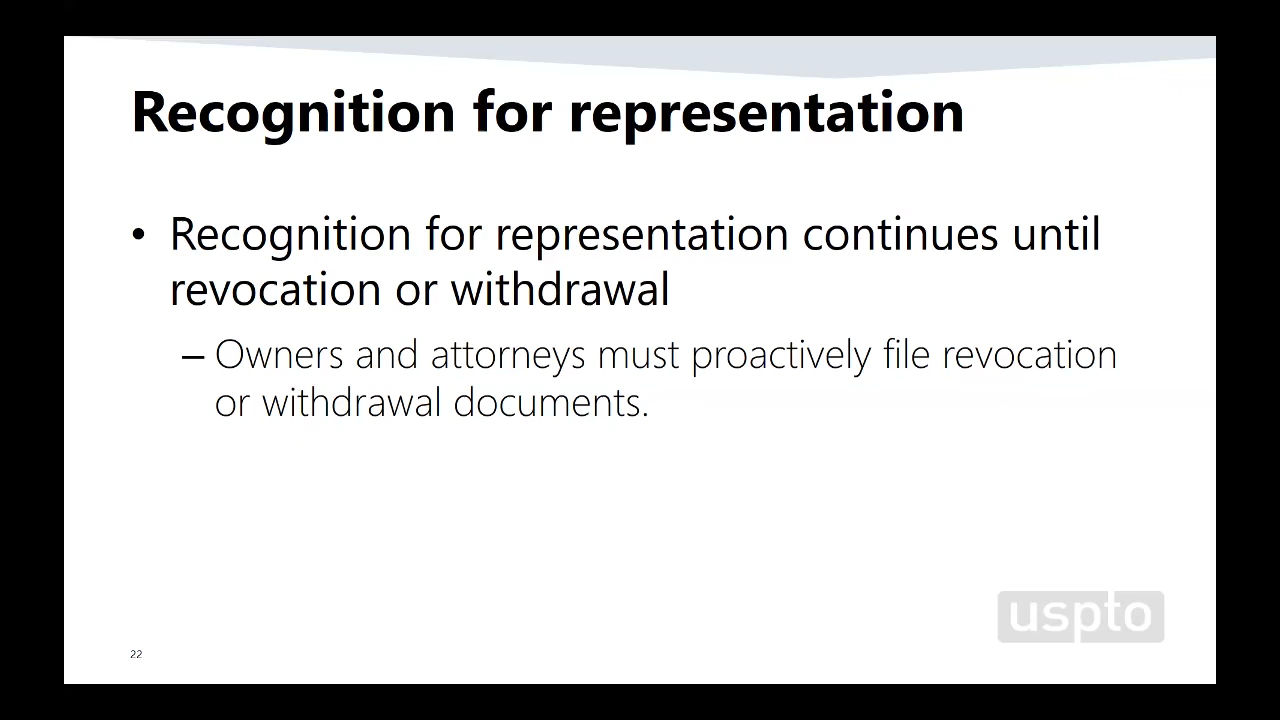 Recognition for representation
• Recognition for representation continues until
revocation or withdrawal
– Owners and attorneys must proactively file revocation
or withdrawal documents.
uspto
22